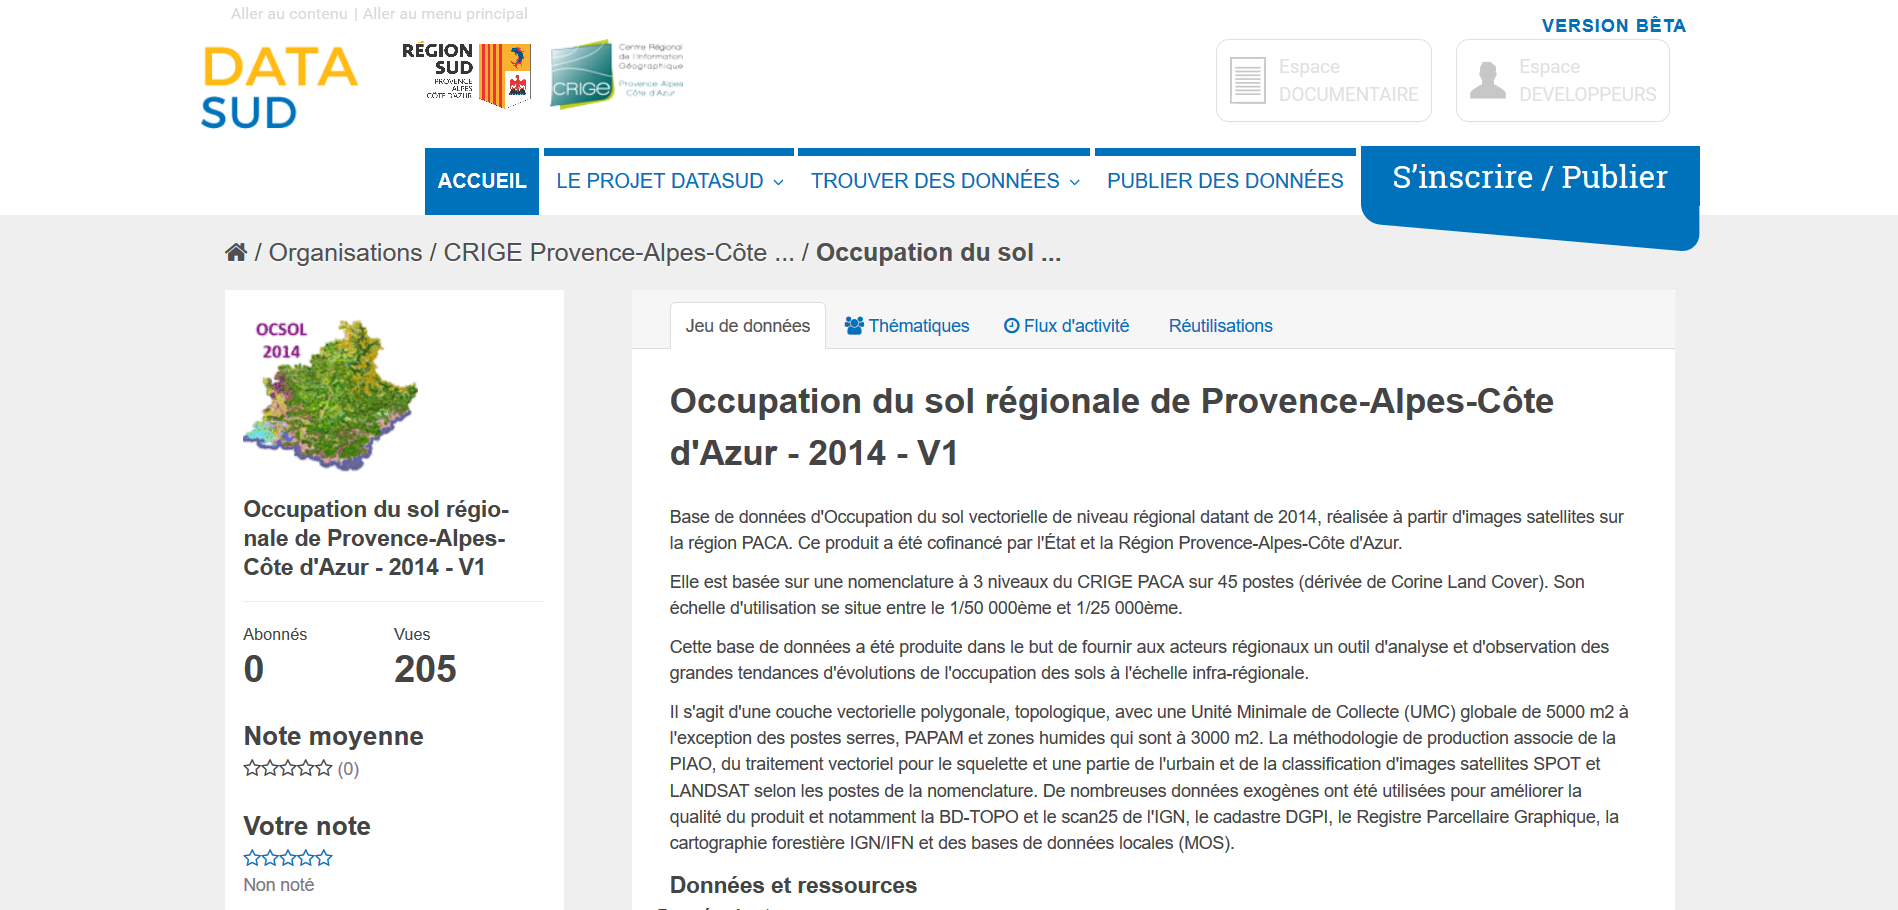 Aller au contenu | Aller au menu principal
VERSION BÊTA
DATA
SUD
RÉGION
SUD
PROVENCE
ALPES
CÔTE D'AZUR
CRIGE
Centre Régional
de l'Information
Géographique
Provence-Alpes
Côte d'Azur
Espace
DOCUMENTAIRE
Espace
DEVELOPPEURS
ACCUEIL
LE PROJET DATASUD
TROUVER DES DONNÉES
PUBLIER DES DONNÉES
S'inscrire / Publier
/ Organisations / CRIGE Provence-Alpes-Côte ... / Occupation du sol ...
OCSOL
2014
Occupation du sol régio-
nale de Provence-Alpes-
Côte d'Azur - 2014 - V1
Abonnés
0
Vues
205
Note moyenne
(0)
Votre note
Non noté
Jeu de données
Thématiques
Flux d'activité
Réutilisations
Occupation du sol régionale de Provence-Alpes-Côte
d'Azur - 2014 - V1
Base de données d'Occupation du sol vectorielle de niveau régional datant de 2014, réalisée à partir d'images satellites sur
la région PACA. Ce produit a été cofinancé par l'État et la Région Provence-Alpes-Côte d'Azur.
Elle est basée sur une nomenclature à 3 niveaux du CRIGE PACA sur 45 postes (dérivée de Corine Land Cover). Son
échelle d'utilisation se situe entre le 1/50 000ème et 1/25 000ème.
Cette base de données a été produite dans le but de fournir aux acteurs régionaux un outil d'analyse et d'observation des
grandes tendances d'évolutions de l'occupation des sols à l'échelle infra-régionale.
Il s'agit d'une couche vectorielle polygonale, topologique, avec une Unité Minimale de Collecte (UMC) globale de 5000 m2 à
l'exception des postes serres, PAPAM et zones humides qui sont à 3000 m2. La méthodologie de production associe de la
PIAO, du traitement vectoriel pour le squelette et une partie de l'urbain et de la classification d'images satellites SPOT et
LANDSAT selon les postes de la nomenclature. De nombreuses données exogènes ont été utilisées pour améliorer la
qualité du produit et notamment la BD-TOPO et le scan25 de l'IGN, le cadastre DGPI, le Registre Parcellaire Graphique, la
cartographie forestière IGN/IFN et des bases de données locales (MOS).
Données et ressources